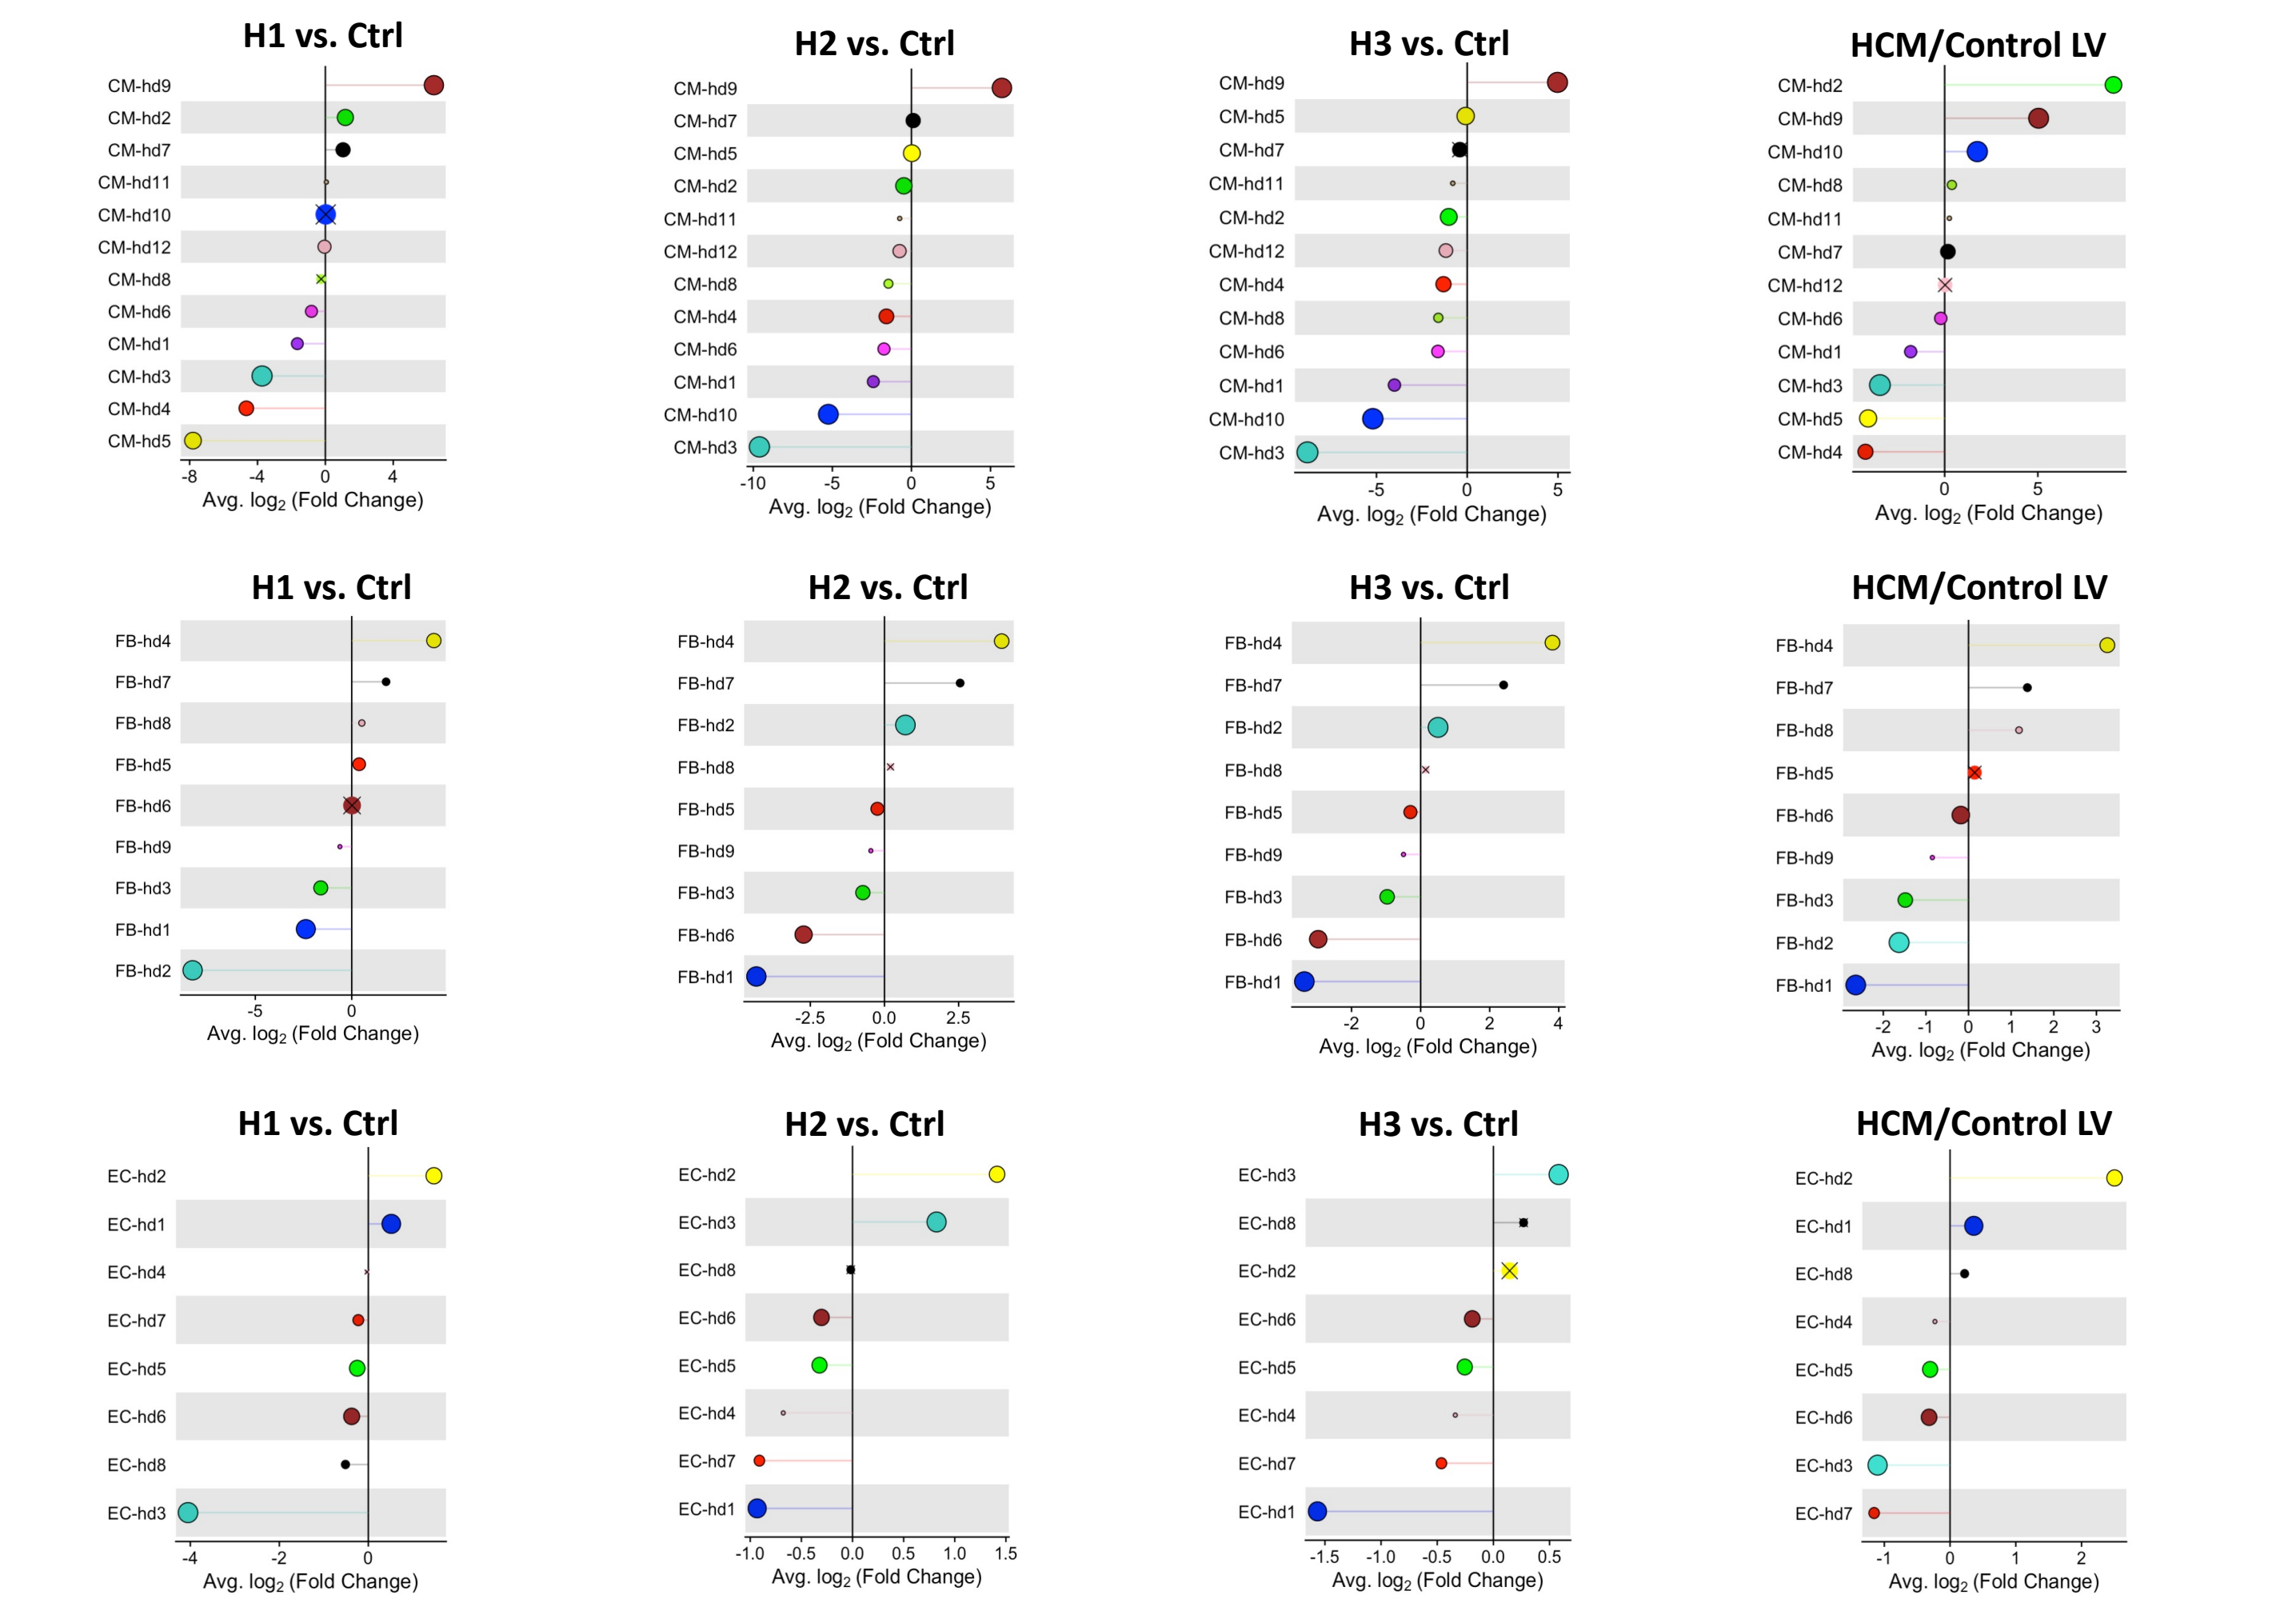 H1 vs. Ctrl
CM-hd9
CM-hd2
CM-hd7
CM-hd11
CM-hd10
CM-hd12
CM-hd8
CM-hd6
CM-hd1
CM-hd3
CM-hd4
CM-hd5
-8 -4 0 4
Avg. log2 (Fold Change)
H2 vs. Ctrl
CM-hd9
CM-hd7
CM-hd5
CM-hd2
CM-hd11
CM-hd12
CM-hd8
CM-hd4
CM-hd6
CM-hd1
CM-hd10
CM-hd3
-10 -5 0 5
Avg. log2 (Fold Change)
H3 vs. Ctrl
CM-hd9
CM-hd5
CM-hd7
CM-hd11
CM-hd2
CM-hd12
CM-hd4
CM-hd8
CM-hd6
CM-hd1
CM-hd10
CM-hd3
-5 0 5
Avg. log2 (Fold Change)
HCM/Control LV
CM-hd2
CM-hd9
CM-hd10
CM-hd8
CM-hd11
CM-hd7
CM-hd12
CM-hd6
CM-hd1
CM-hd3
CM-hd5
CM-hd4
0 5
Avg. log2 (Fold Change)
H1 vs. Ctrl
FB-hd4
FB-hd7
FB-hd8
FB-hd5
FB-hd6
FB-hd9
FB-hd3
FB-hd1
FB-hd2
-5 0
Avg. log2 (Fold Change)
H2 vs. Ctrl
FB-hd4
FB-hd7
FB-hd2
FB-hd8
FB-hd5
FB-hd9
FB-hd3
FB-hd6
FB-hd1
-2.5 0.0 2.5
Avg. log2 (Fold Change)
H3 vs. Ctrl
FB-hd4
FB-hd7
FB-hd2
FB-hd8
FB-hd5
FB-hd9
FB-hd3
FB-hd6
FB-hd1
-2 0 2 4
Avg. log2 (Fold Change)
HCM/Control LV
FB-hd4
FB-hd7
FB-hd8
FB-hd5
FB-hd6
FB-hd9
FB-hd3
FB-hd2
FB-hd1
-2 -1 0 1 2 3
Avg. log2 (Fold Change)
H1 vs. Ctrl
EC-hd2
EC-hd1
EC-hd4
EC-hd7
EC-hd5
EC-hd6
EC-hd8
EC-hd3
-4 -2 0
Avg. log2 (Fold Change)
H2 vs. Ctrl
EC-hd2
EC-hd3
EC-hd8
EC-hd6
EC-hd5
EC-hd4
EC-hd7
EC-hd1
-1.0 -0.5 0.0 0.5 1.0 1.5
Avg. log2 (Fold Change)
H3 vs. Ctrl
EC-hd3
EC-hd8
EC-hd2
EC-hd6
EC-hd5
EC-hd4
EC-hd7
EC-hd1
-1.5 -1.0 -0.5 0.0 0.5
Avg. log2 (Fold Change)
HCM/Control LV
EC-hd2
EC-hd1
EC-hd8
EC-hd4
EC-hd5
EC-hd6
EC-hd3
EC-hd7
-1 0 1 2
Avg. log2 (Fold Change)